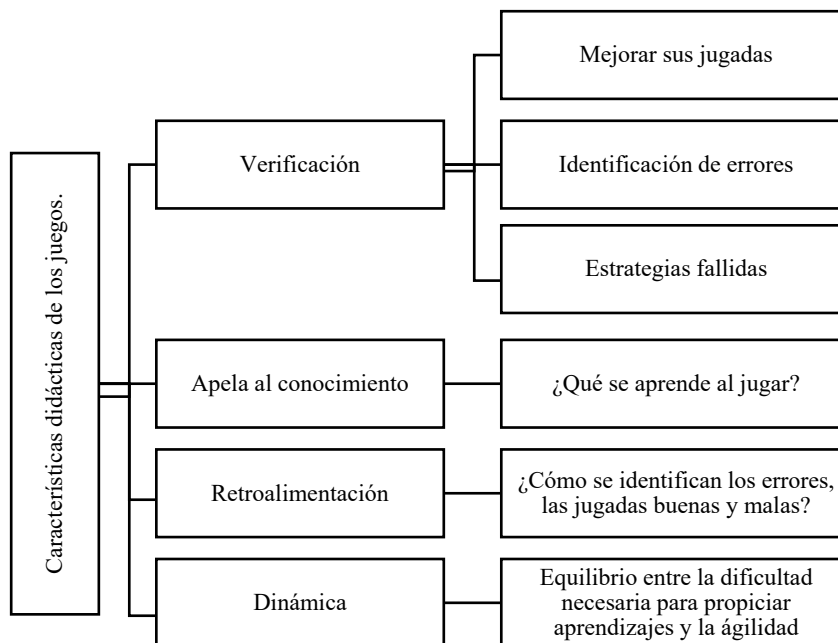 Características didácticas de los juegos.
Verificación
Mejorar sus jugadas
Identificación de errores
Estrategias fallidas
Apela al conocimiento
¿Qué se aprende al jugar?
Retroalimentación
¿Cómo se identifican los errores,
las jugadas buenas y malas?
Dinámica
Equilibrio entre la dificultad
necesaria para propiciar
aprendizajes y la ágilidad